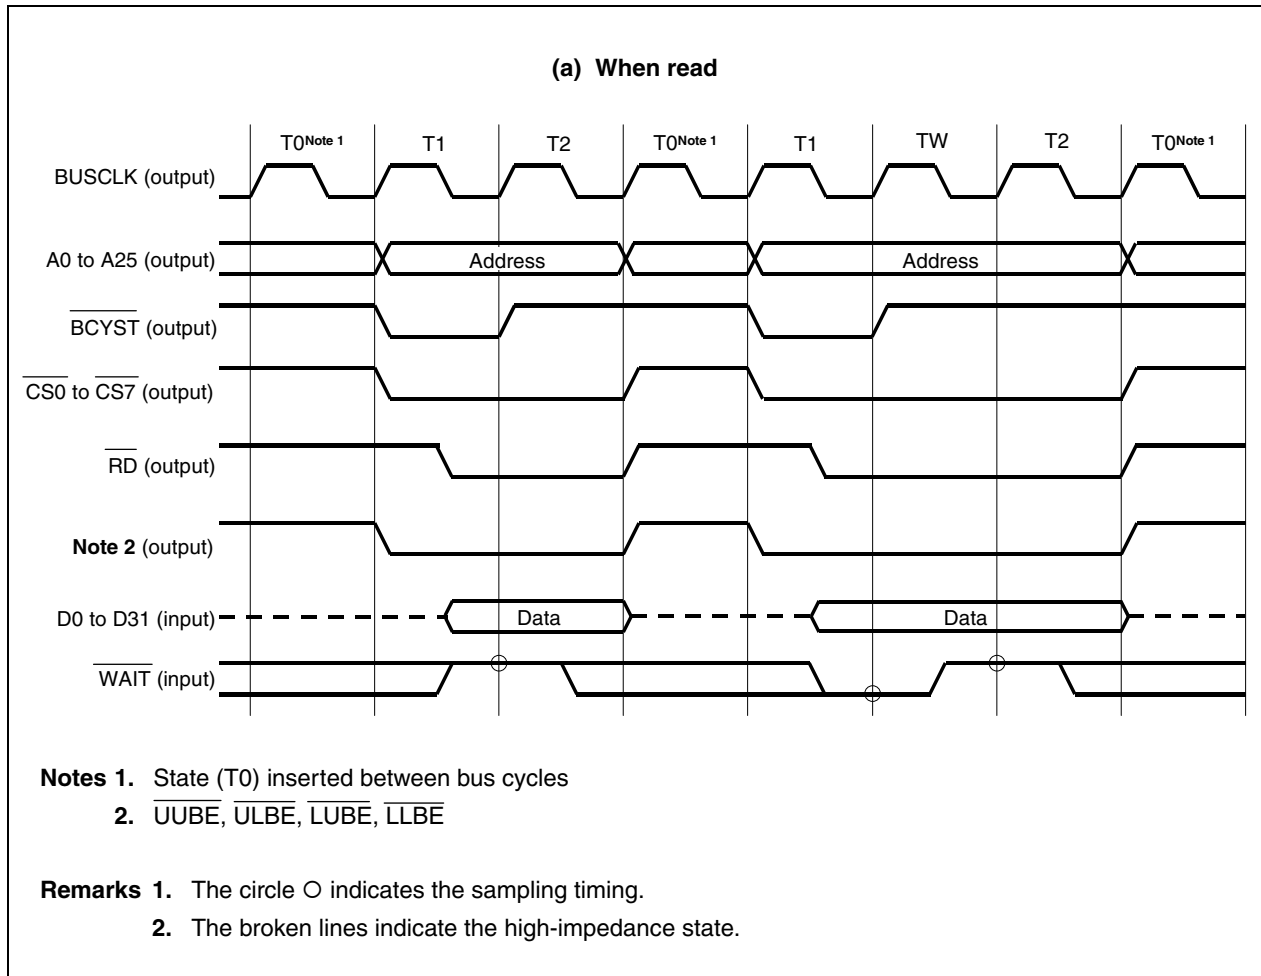 (a) When read
T0Note 1 T1 T2 T0Note 1 T1 TW T2 T0Note 1
BUSCLK (output)
A0 to A25 (output) Address Address
BCYST (output)
CS0 to CS7 (output)
RD (output)
Note 2 (output)
D0 to D31 (input) Data Data
WAIT (input)
Notes 1. State (T0) inserted between bus cycles
2. UUBE, ULBE, LUBE, LLBE
Remarks 1. The circle O indicates the sampling timing.
2. The broken lines indicate the high-impedance state.